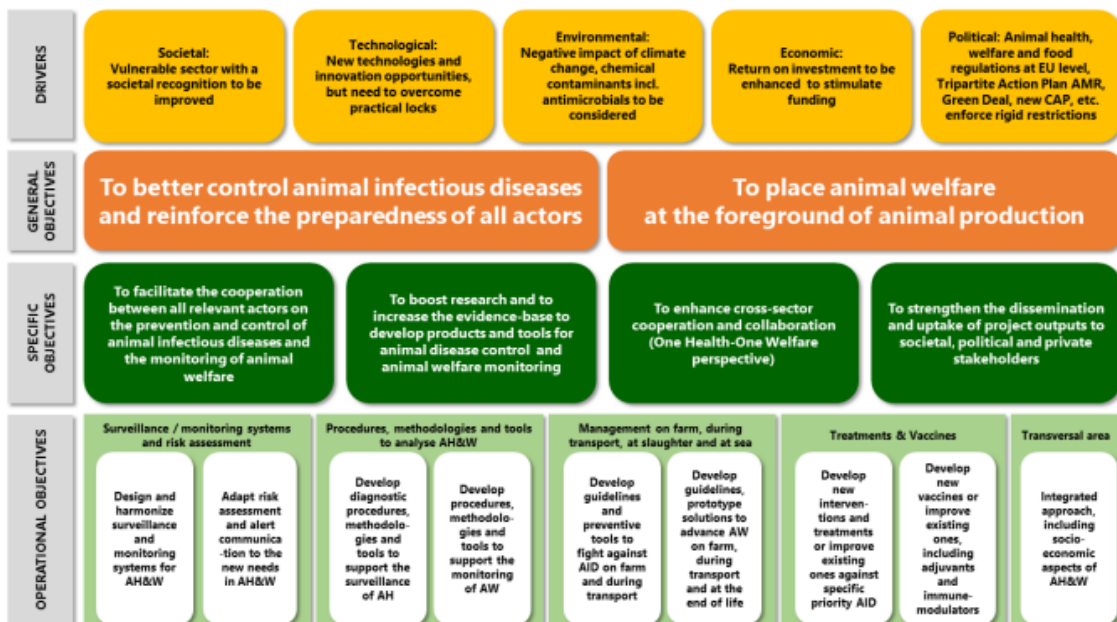 DRIVERS
Societal:
Vulnerable sector with a
societal recognition to be
improved
Technological:
New technologies and
innovation opportunities,
but need to overcome
practical locks
Environmental:
Negative impact of climate
change, chemical
contaminants incl.
antimicrobials to be
considered
Economic:
Return on investment to be
enhanced to stimulate
funding
Political: Animal health,
welfare and food
regulations at EU level,
Tripartite Action Plan AMR,
Green Deal, new CAP, etc.
enforce rigid restrictions
GENERAL
OBJECTIVES
To better control animal infectious diseases
and reinforce the preparedness of all actors
To place animal welfare
at the foreground of animal production
SPECIFIC
OBJECTIVES
To facilitate the cooperation
between all relevant actors on
the prevention and control of
animal infectious diseases and
the monitoring of animal
welfare
To boost research and to
increase the evidence-base to
develop products and tools for
animal disease control and
animal welfare monitoring
To enhance cross-sector
cooperation and collaboration
(One Health-One Welfare
perspective)
To strengthen the dissemination
and uptake of project outputs to
societal, political and private
stakeholders
OPERATIONAL OBJECTIVES
Surveillance / monitoring systems
and risk assessment
Design and
harmonize
surveillance
and
monitoring
systems for
AH&W
Adapt risk
assessment
and alert
communica
-tion to the
new needs
in AH&W
Procedures, methodologies and tools
to analyse AH&W
Develop
diagnostic
procedures,
methodolo-
gies and
tools to
support the
surveillance
of AH
Develop
procedures,
methodolo-
gies and
tools to
support the
monitoring
of AW
Management on farm, during
transport, at slaughter and at sea
Develop
guidelines
and
preventive
tools to
fight against
AID on farm
and during
transport
Develop
guidelines,
prototype
solutions to
advance AW
on farm,
during
transport
and at the
end of life
Treatments & Vaccines
Develop
new
interven-
tions and
treatments
or improve
existing
ones against
specific
priority AID
Develop
new
vaccines or
improve
existing
ones,
including
adjuvants
and
immune-
modulators
Transversal area
Integrated
approach,
including
socio-
economic
aspects of
AH&W